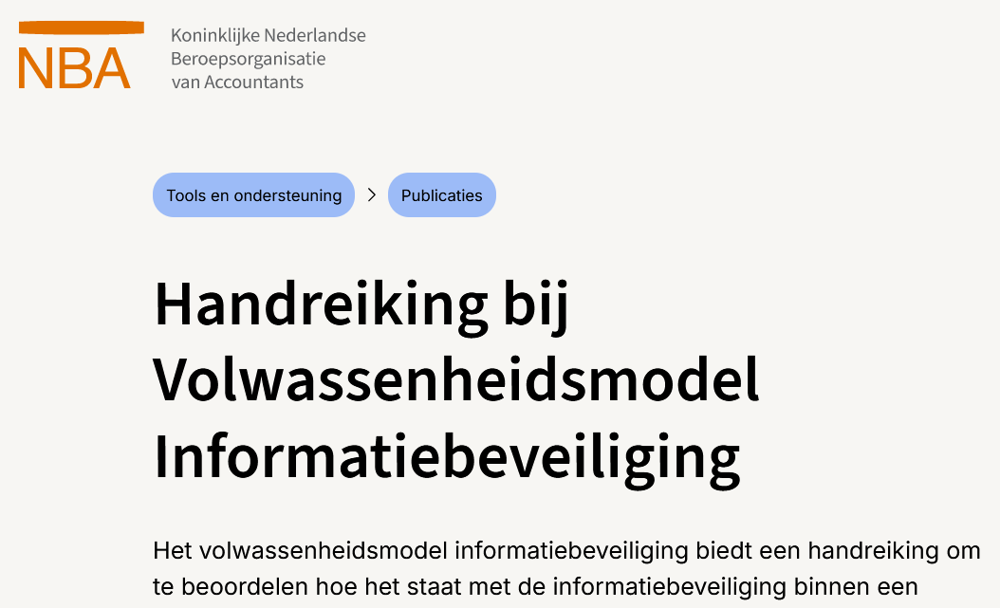 NBA
Koninklijke Nederlandse
Beroepsorganisatie
van Accountants
Tools en ondersteuning > Publicaties
Handreiking bij
Volwassenheidsmodel
Informatiebeveiliging
Het volwassenheidsmodel informatiebeveiliging biedt een handreiking om
te beoordelen hoe het staat met de informatiebeveiliging binnen een